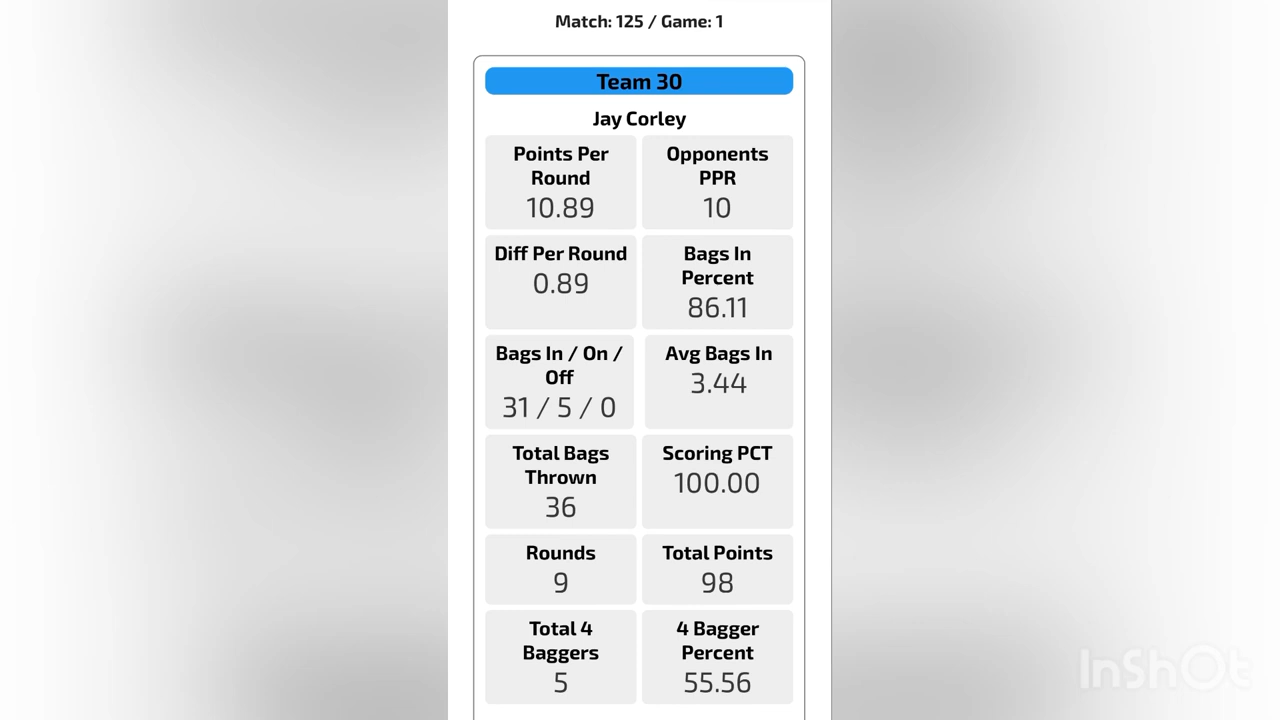 Match: 125 / Game: 1
Team 30
Jay Corley
Points Per
Round
10.89
Opponents
PPR
10
Diff Per Round
0.89
Bags In
Percent
86.11
Bags In / On /
Off
31 / 5 / 0
Avg Bags In
3.44
Total Bags
Thrown
36
Scoring PCT
100.00
Rounds
9
Total Points
98
Total 4
Baggers
5
4 Bagger
Percent
55.56
InShOt